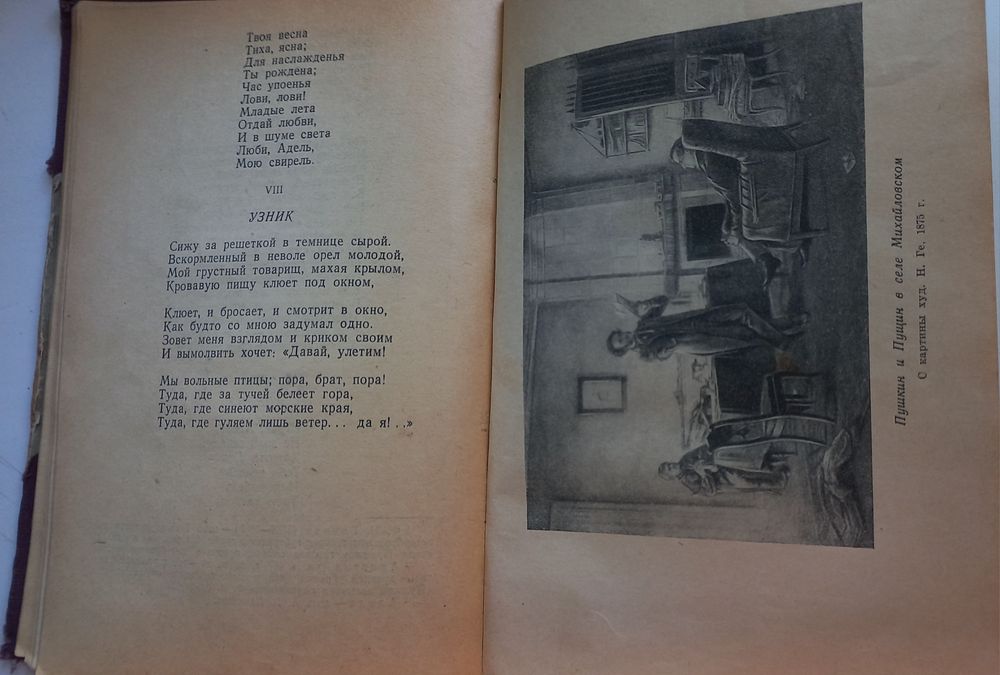 Твоя весна
Тиха, ясна;
Для наслажденья
Ты рождена;
Час упоенья
Лови, лови!
Младые лета
Отдай любви,
И в шуме света
Люби, Адель,
Мою свирель.
VIII
УЗНИК
Сижу за решеткой в темнице сырой.
Вскормленный в неволе орел молодой,
Мой грустный товарищ, махая крылом,
Кровавую пищу клюет под окном,
Клюет, и бросает, и смотрит в окно,
Как будто со мною задумал одно.
Зовет меня взглядом и криком своим
И вымолвить хочет: «Давай, улетим!
Мы вольные птицы; пора, брат, пора!
Туда, где за тучей белеет гора,
Туда, где синеют морские края,
Туда, где гуляем лишь ветер... да я!..»
Пушкин и Пущин в селе Михайловском
С картины худ. Н. Ге. 1875 г.